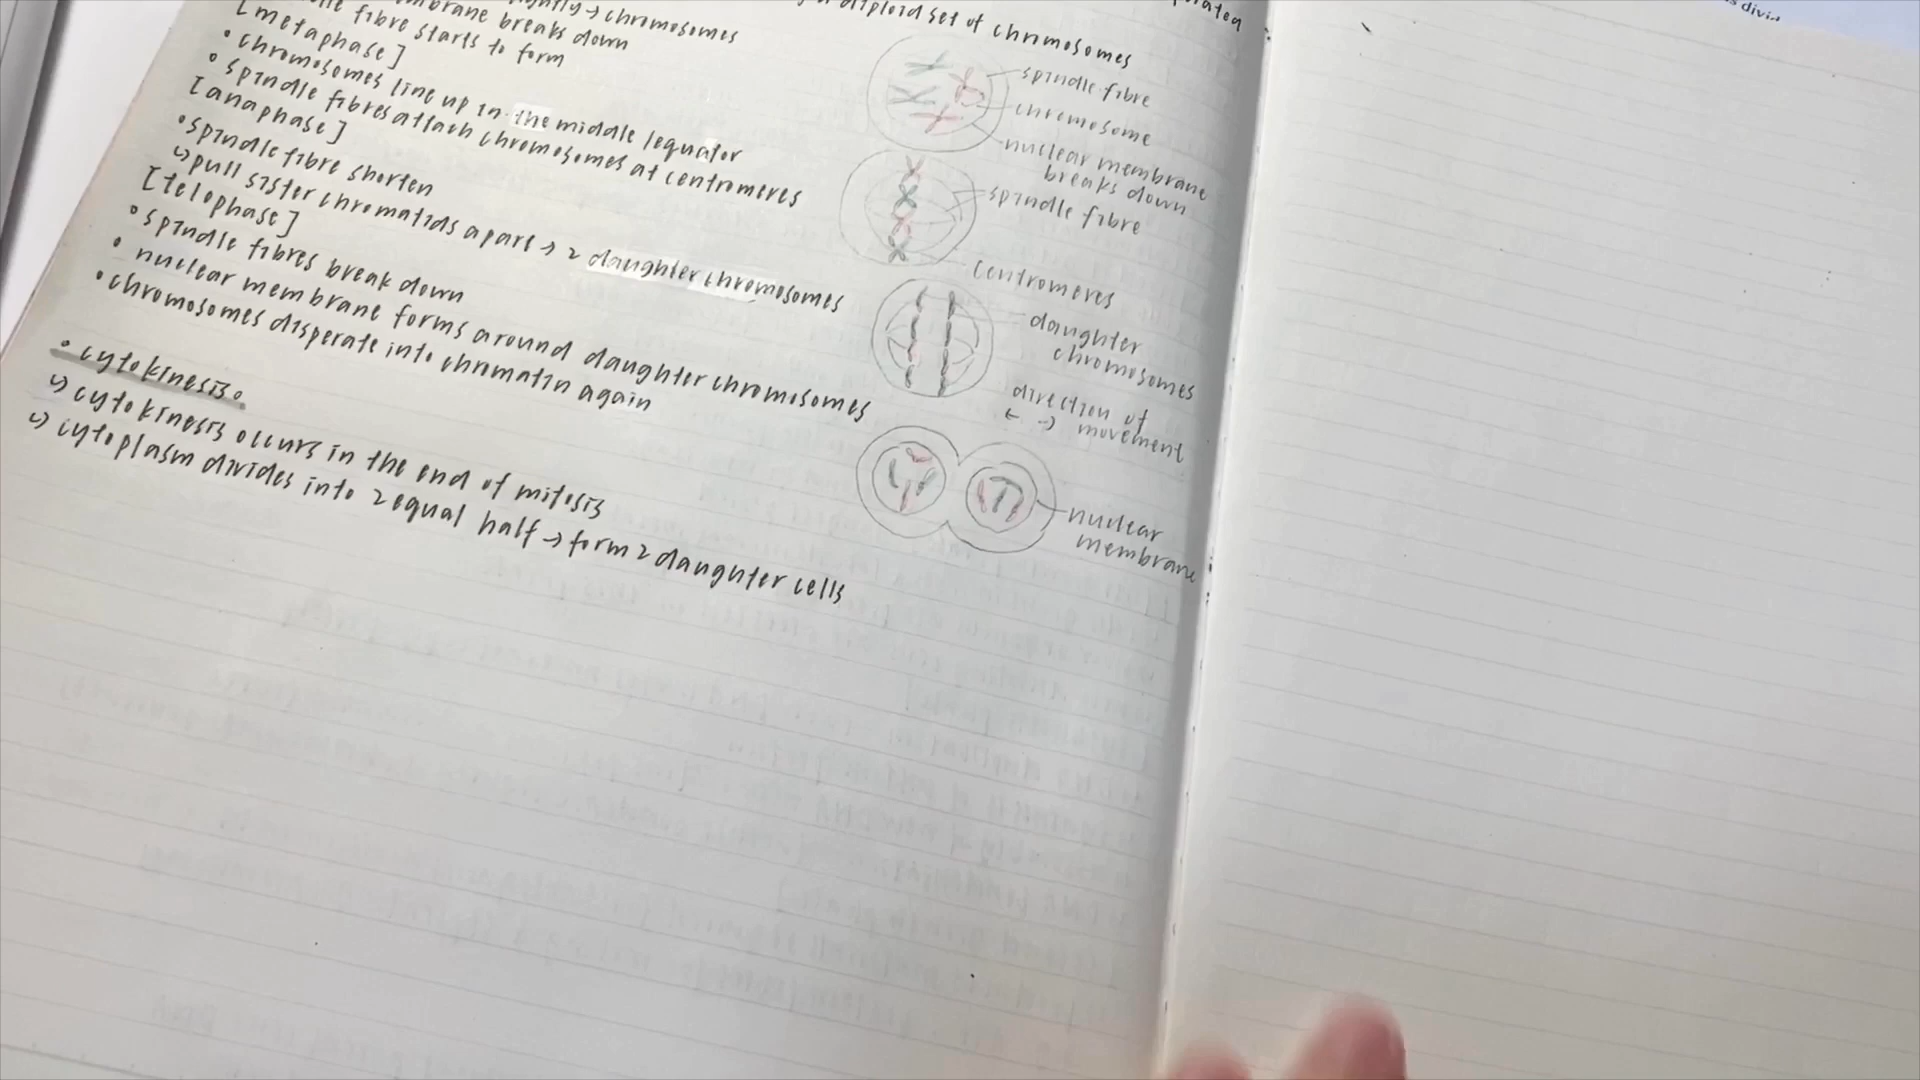 diploid set of chromosomes
tightly → chromosomes
membrane breaks down
fibre starts to form
[metaphase]
• chromosomes line up in the middle/equator
• spindle fibres attach chromosomes at centromeres
[anaphase]
• spindle fibre shorten
↳ pull sister chromatids apart → 2 daughter chromosomes
[telophase]
• spindle fibres break down
• nuclear membrane forms around daughter chromosomes
• chromosomes disperate into chromatin again
• cytokinesis •
↳ cytokinesis occurs in the end of mitosis
↳ cytoplasm divides into 2 equal half → form 2 daughter cells
spindle fibre
chromosome
nuclear membrane
breaks down
spindle fibre
centromeres
daughter
chromosomes
direction of
← → movement
nuclear
membrane